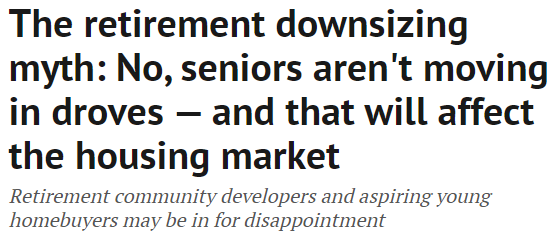 The retirement downsizing
myth: No, seniors aren't moving
in droves — and that will affect
the housing market
Retirement community developers and aspiring young
homebuyers may be in for disappointment